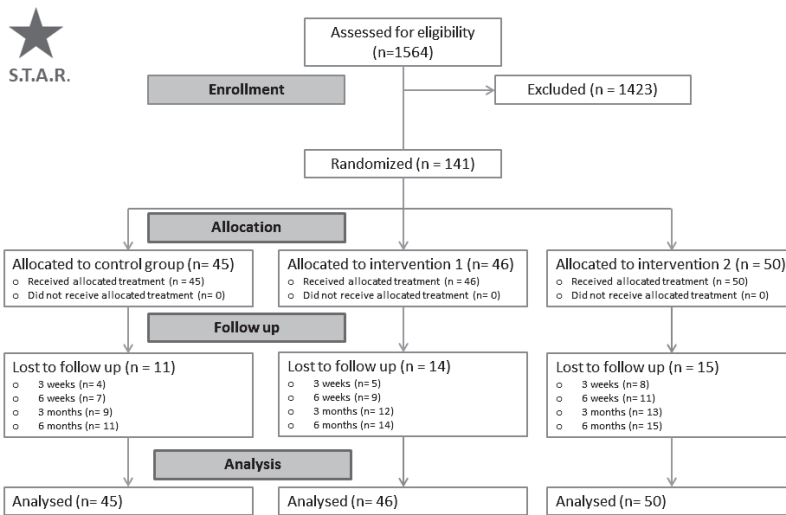 S.T.A.R.
Assessed for eligibility
(n=1564)
Enrollment
Excluded (n = 1423)
Randomized (n = 141)
Allocation
Allocated to control group (n= 45)
○ Received allocated treatment (n = 45)
○ Did not receive allocated treatment (n= 0)
Allocated to intervention 1 (n= 46)
○ Received allocated treatment (n = 46)
○ Did not receive allocated treatment (n= 0)
Allocated to intervention 2 (n = 50)
○ Received allocated treatment (n = 50)
○ Did not receive allocated treatment (n= 0)
Follow up
Lost to follow up (n = 11)
○ 3 weeks (n= 4)
○ 6 weeks (n= 7)
○ 3 months (n= 9)
○ 6 months (n= 11)
Lost to follow up (n = 14)
○ 3 weeks (n= 5)
○ 6 weeks (n= 9)
○ 3 months (n= 12)
○ 6 months (n= 14)
Lost to follow up (n = 15)
○ 3 weeks (n= 8)
○ 6 weeks (n= 11)
○ 3 months (n= 13)
○ 6 months (n= 15)
Analysis
Analysed (n= 45)
Analysed (n= 46)
Analysed (n= 50)